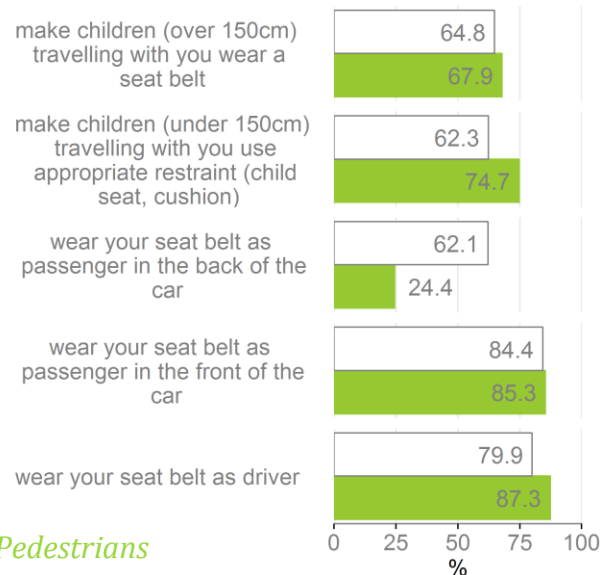 make children (over 150cm)
travelling with you wear a
seat belt
64.8
67.9
make children (under 150cm)
travelling with you use
appropriate restraint (child
seat, cushion)
62.3
74.7
wear your seat belt as
passenger in the back of the
car
62.1
24.4
wear your seat belt as
passenger in the front of the
car
84.4
85.3
wear your seat belt as driver
79.9
87.3
0 25 50 75 100
%
Pedestrians